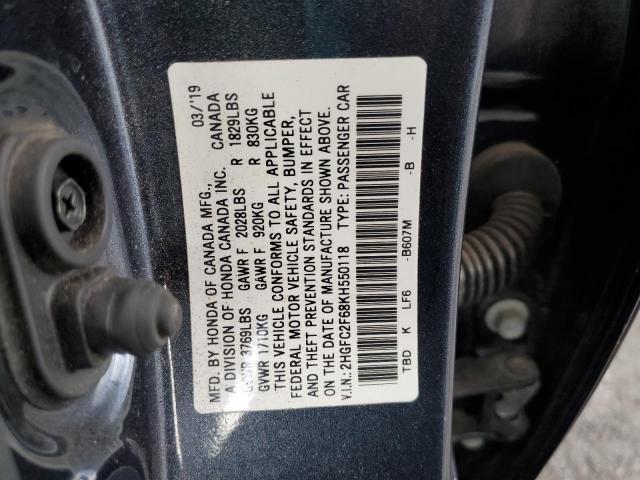 MFD. BY HONDA OF CANADA MFG., 03/'19
A DIVISION OF HONDA CANADA INC. CANADA
GVWR 3769LBS GAWR F 2028LBS R 1829LBS
GVWR 1710KG GAWR F 920KG R 830KG
THIS VEHICLE CONFORMS TO ALL APPLICABLE
FEDERAL MOTOR VEHICLE SAFETY, BUMPER,
AND THEFT PREVENTION STANDARDS IN EFFECT
ON THE DATE OF MANUFACTURE SHOWN ABOVE.
V.I.N.: 2HGFC2F68KH550118 TYPE: PASSENGER CAR
TBD K LF6 -B607M -B -H